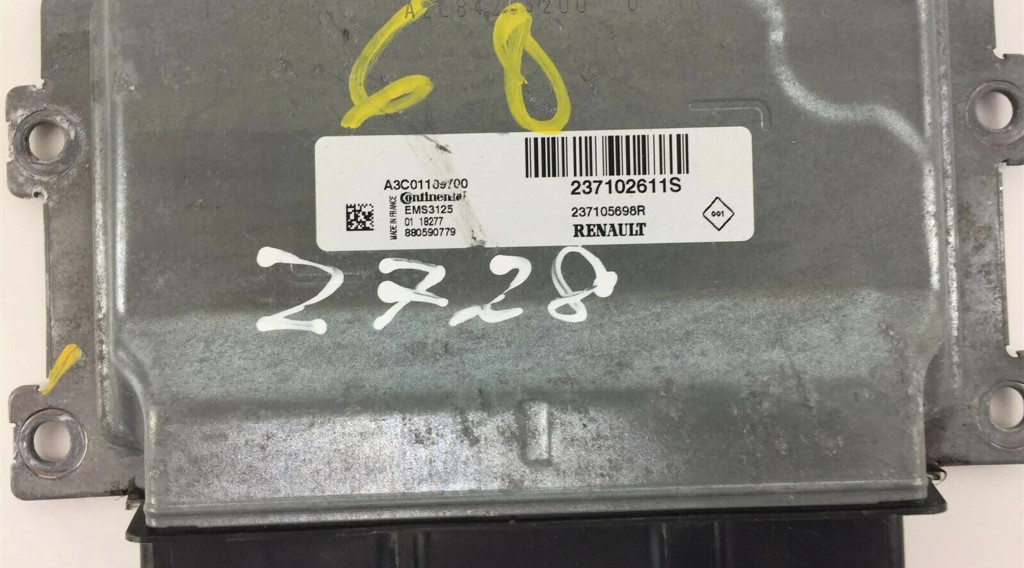 68
237102611S
A3C01109700
Continental
MADE IN FRANCE
EMS3125
237105698R
01 18277
880590779
RENAULT
001
2728